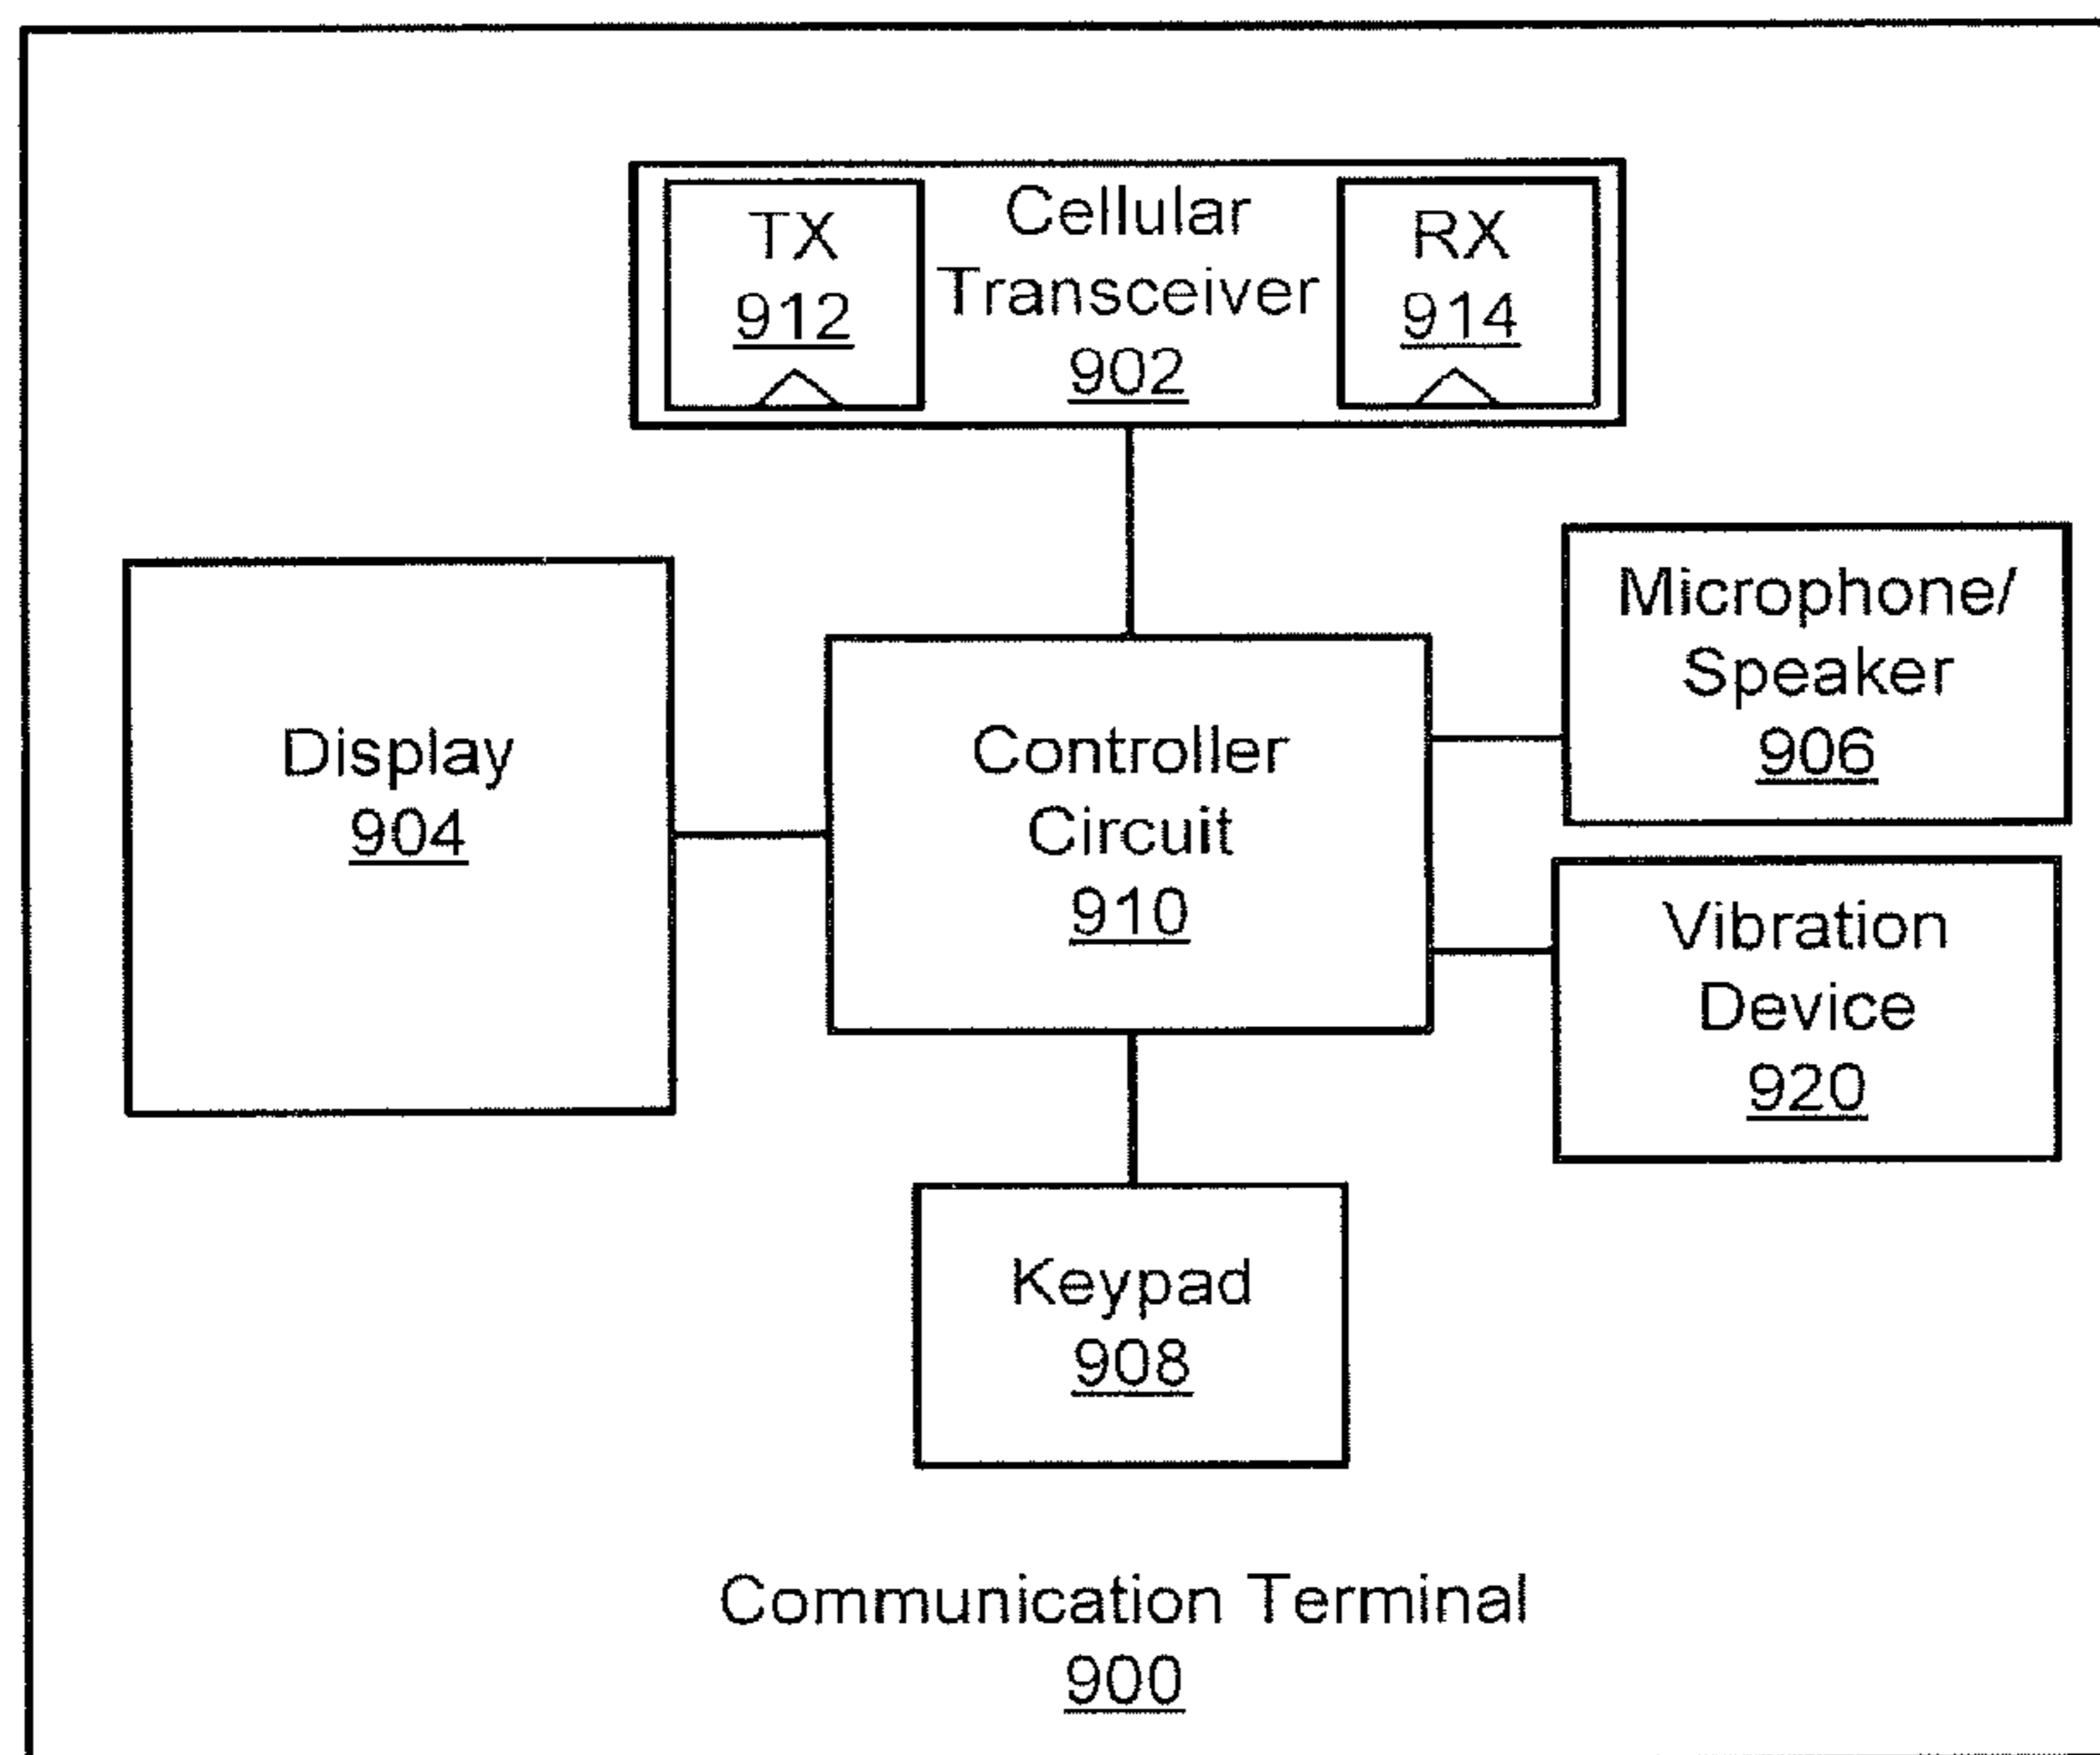 TX
912
Cellular
Transceiver
902
RX
914
Display
904
Controller
Circuit
910
Microphone/
Speaker
906
Vibration
Device
920
Keypad
908
Communication Terminal
900